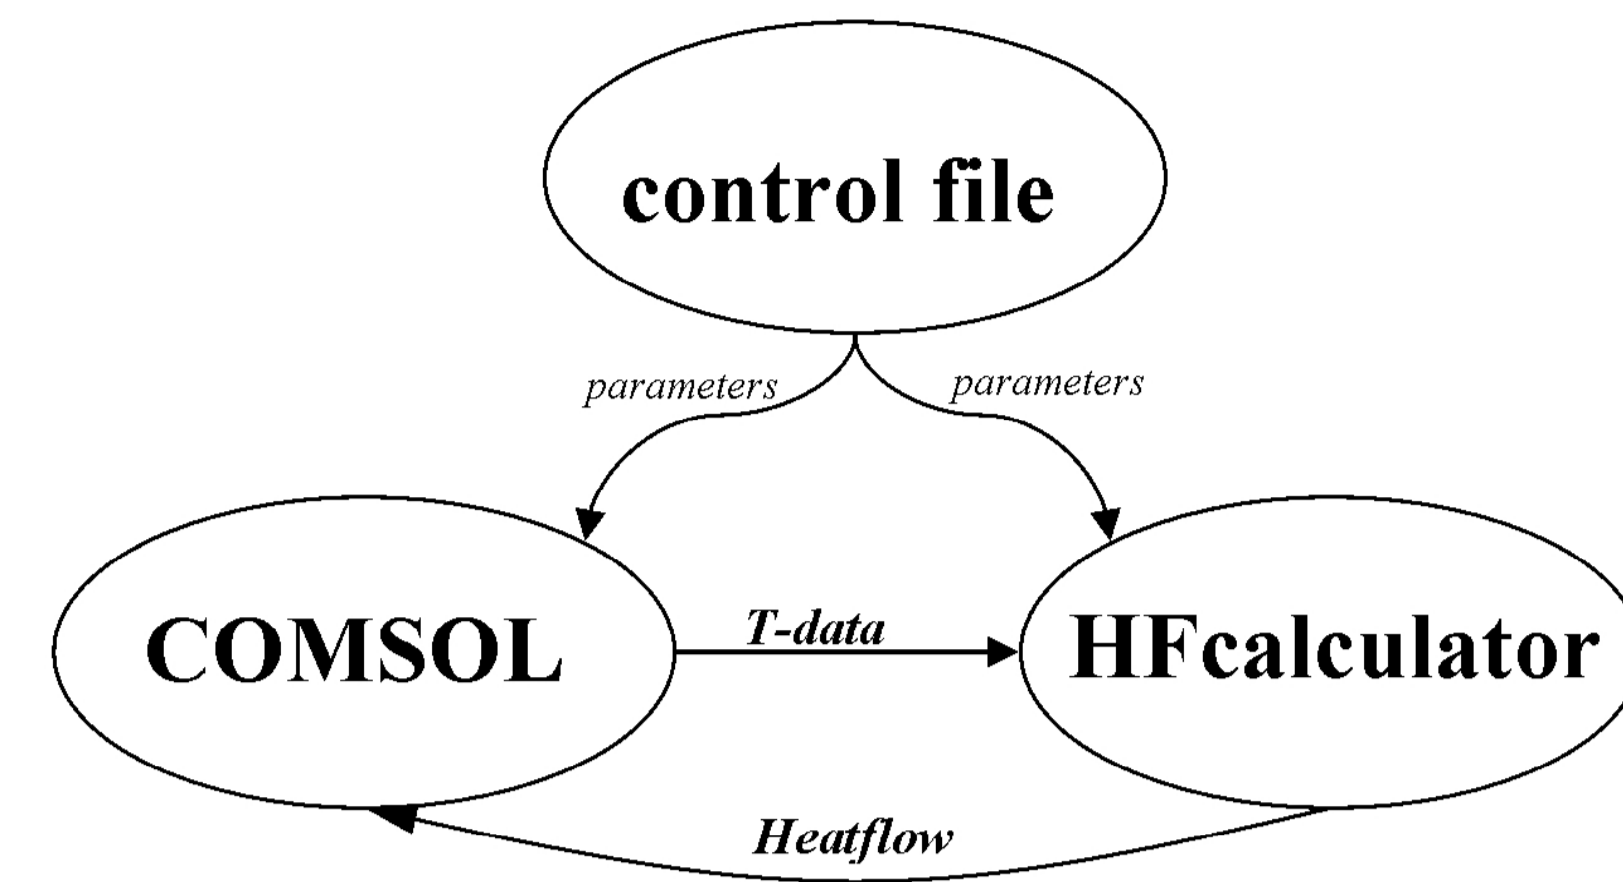 control file
parameters
parameters
COMSOL
T-data
HFcalculator
Heatflow